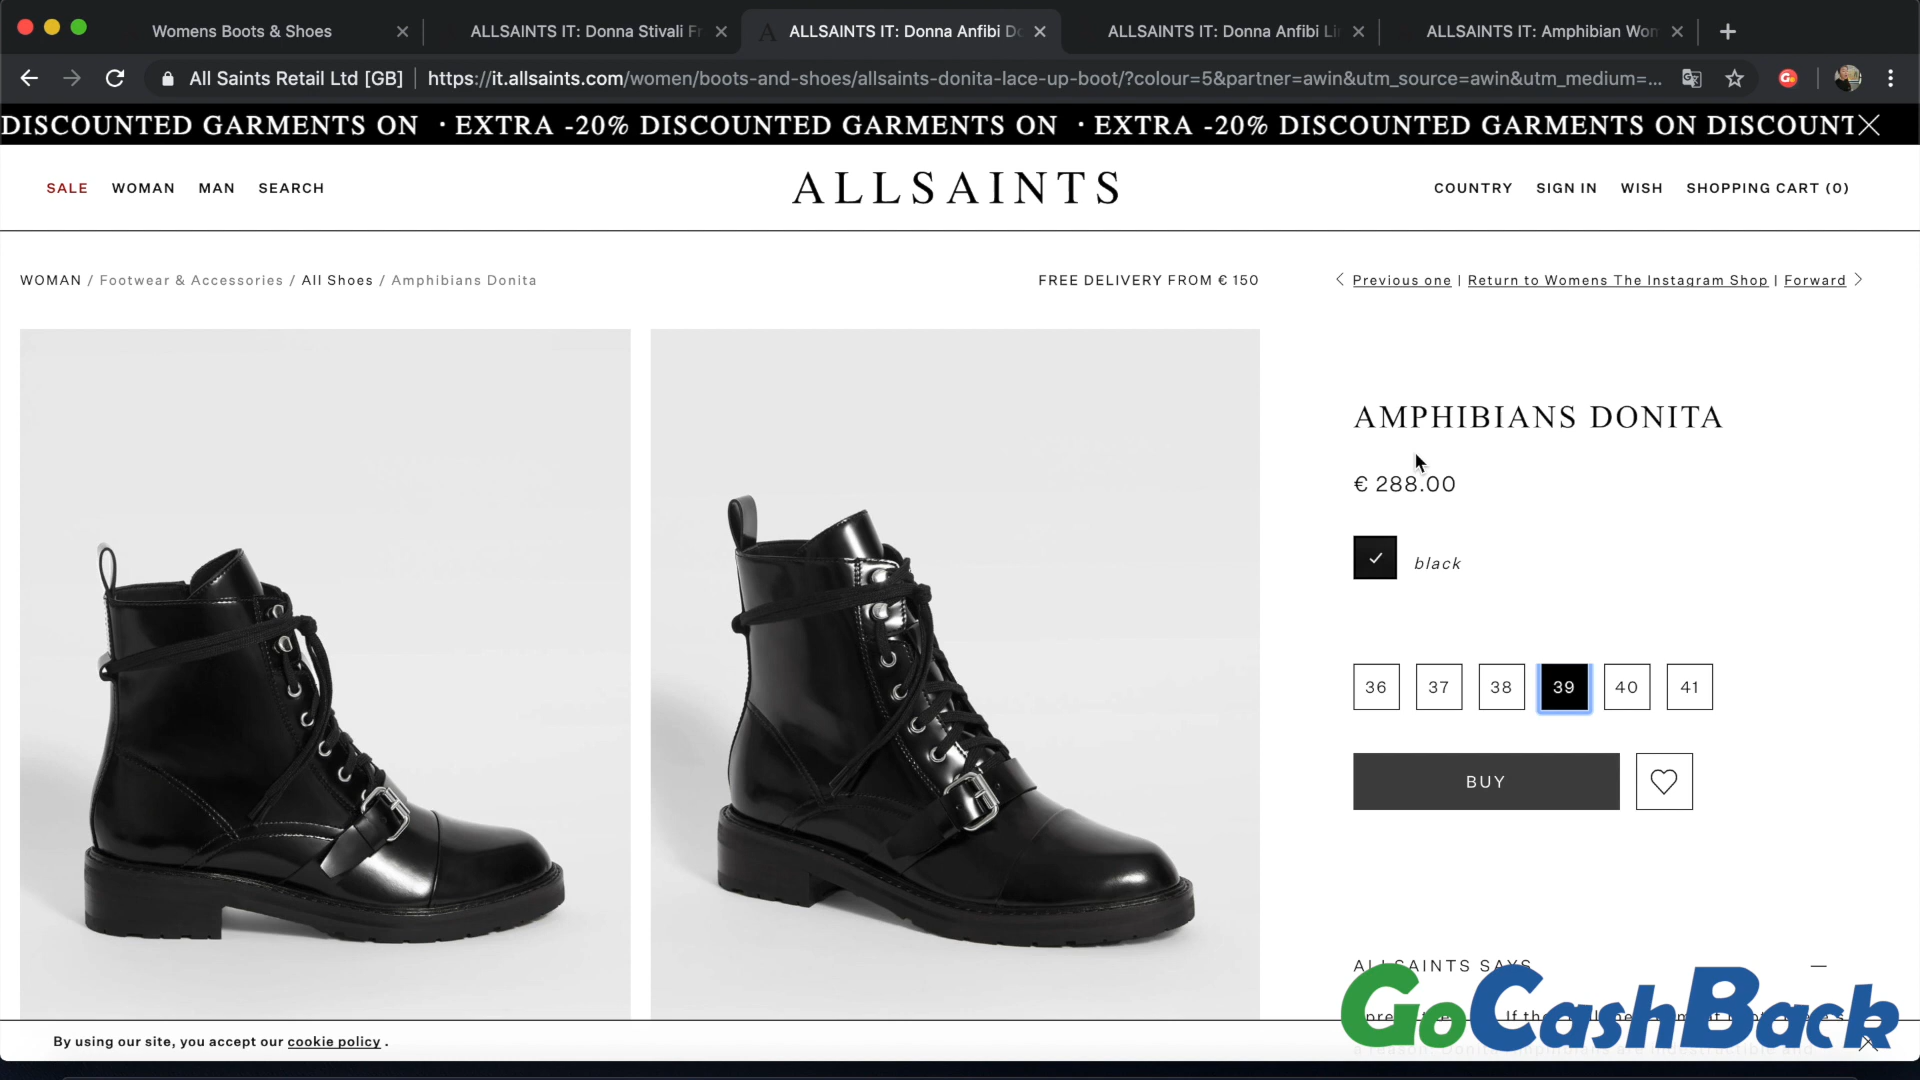 Womens Boots & Shoes
ALLSAINTS IT: Donna Stivali Fr
ALLSAINTS IT: Donna Anfibi Do
ALLSAINTS IT: Donna Anfibi Li
ALLSAINTS IT: Amphibian Wom
All Saints Retail Ltd [GB] https://it.allsaints.com/women/boots-and-shoes/allsaints-donita-lace-up-boot/?colour=5&partner=awin&utm_source=awin&utm_medium=...
DISCOUNTED GARMENTS ON · EXTRA -20% DISCOUNTED GARMENTS ON · EXTRA -20% DISCOUNTED GARMENTS ON DISCOUNT
SALE WOMAN MAN SEARCH
ALLSAINTS
COUNTRY SIGN IN WISH SHOPPING CART (0)
WOMAN / Footwear & Accessories / All Shoes / Amphibians Donita
FREE DELIVERY FROM € 150
Previous one | Return to Womens The Instagram Shop | Forward
AMPHIBIANS DONITA
€ 288.00
black
36 37 38 39 40 41
BUY
ALLSAINTS SAYS
GoCashBack
By using our site, you accept our cookie policy .